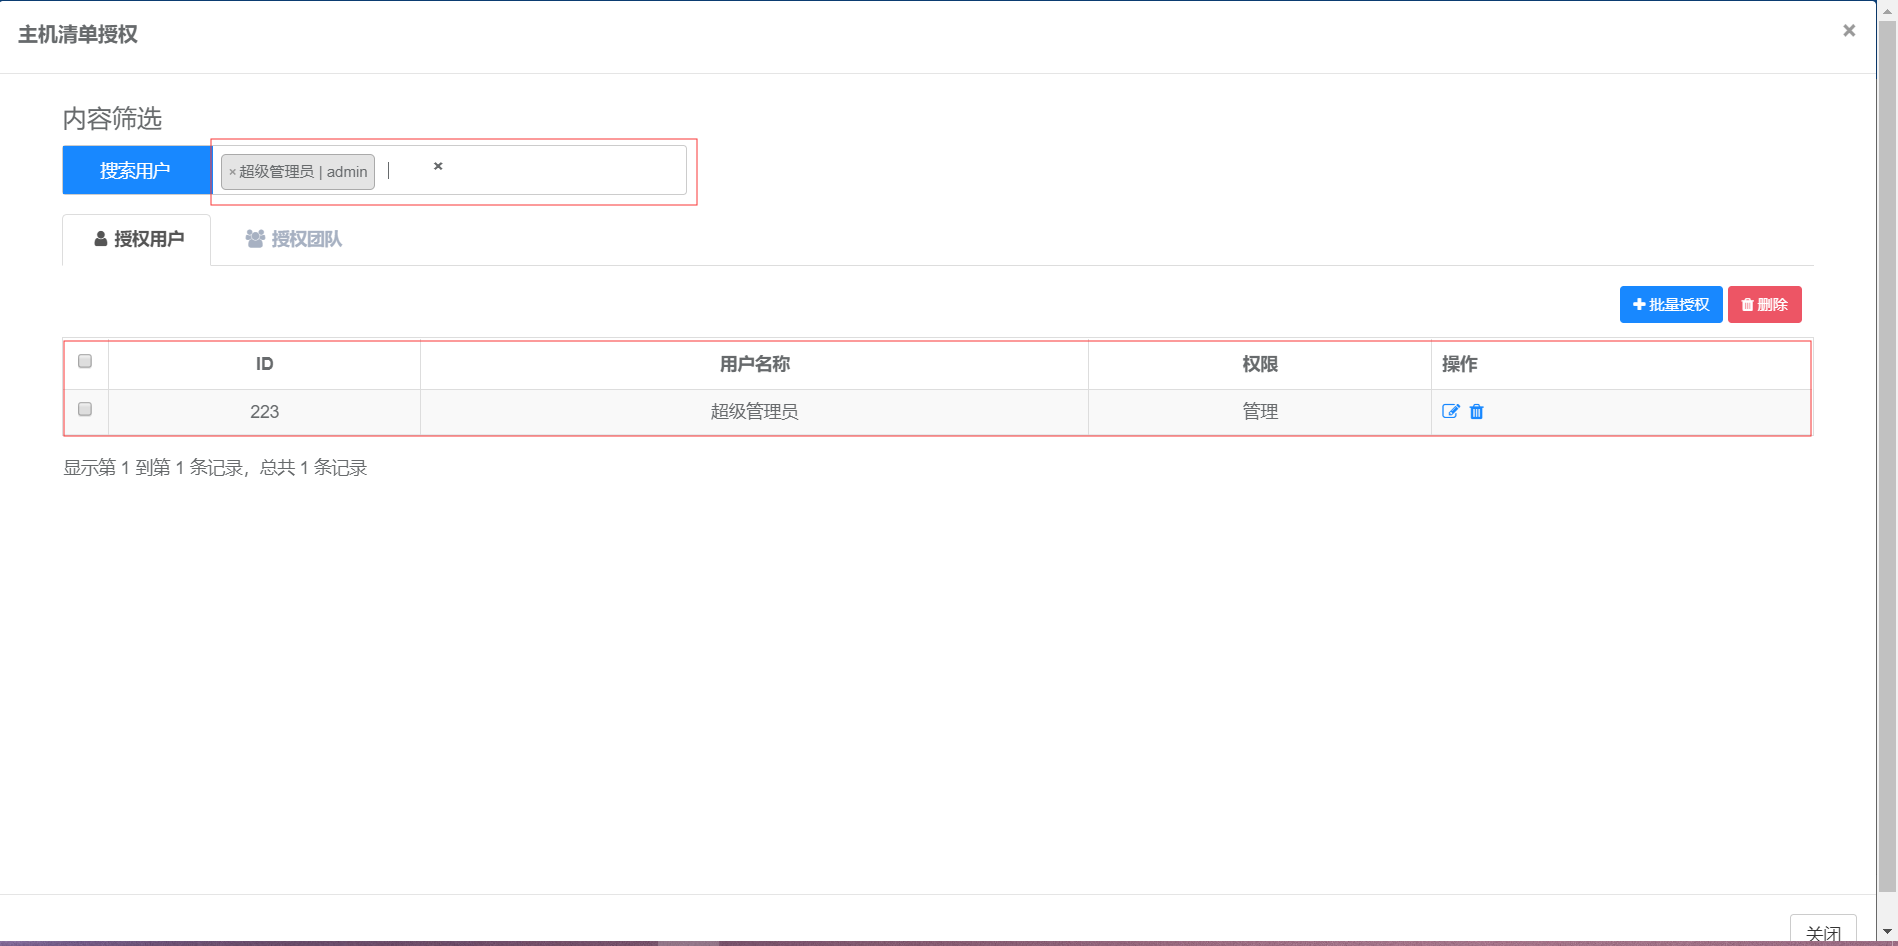 主机清单授权 ×
内容筛选
搜索用户 ×超级管理员 | admin ×
授权用户 授权团队
批量授权 删除
ID 用户名称 权限 操作
223 超级管理员 管理
显示第 1 到第 1 条记录，总共 1 条记录
关闭